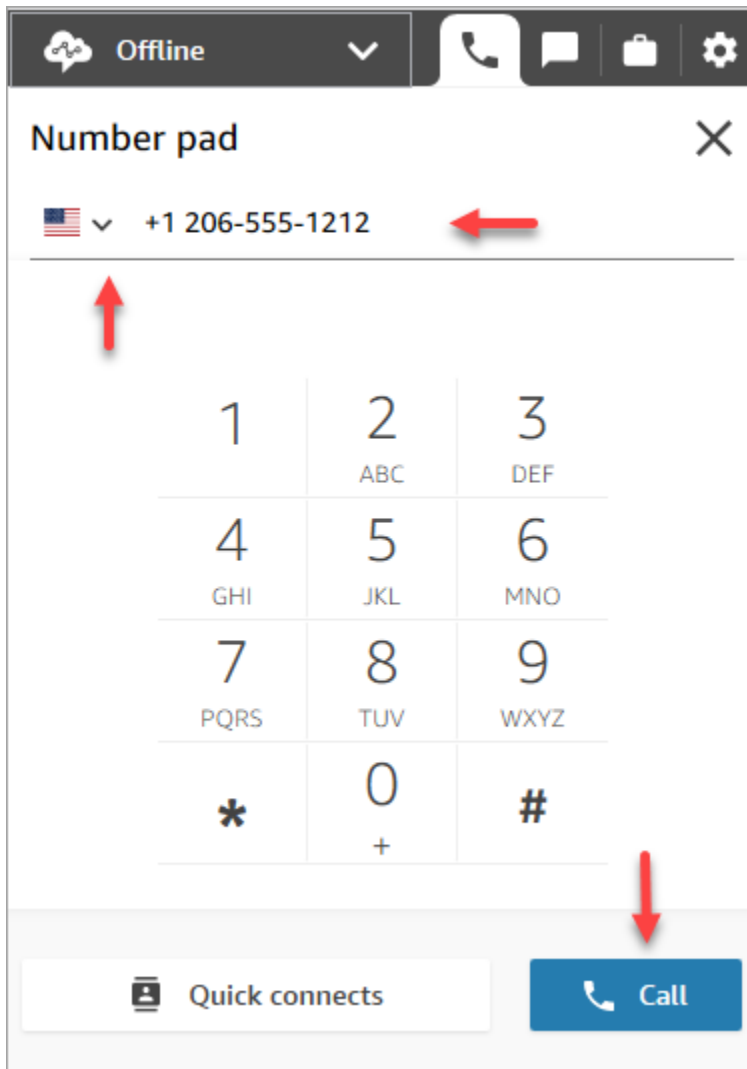 Offline
Number pad
+1 206-555-1212
1 2 3
ABC DEF
4 5 6
GHI JKL MNO
7 8 9
PQRS TUV WXYZ
* 0 #
+
Quick connects Call